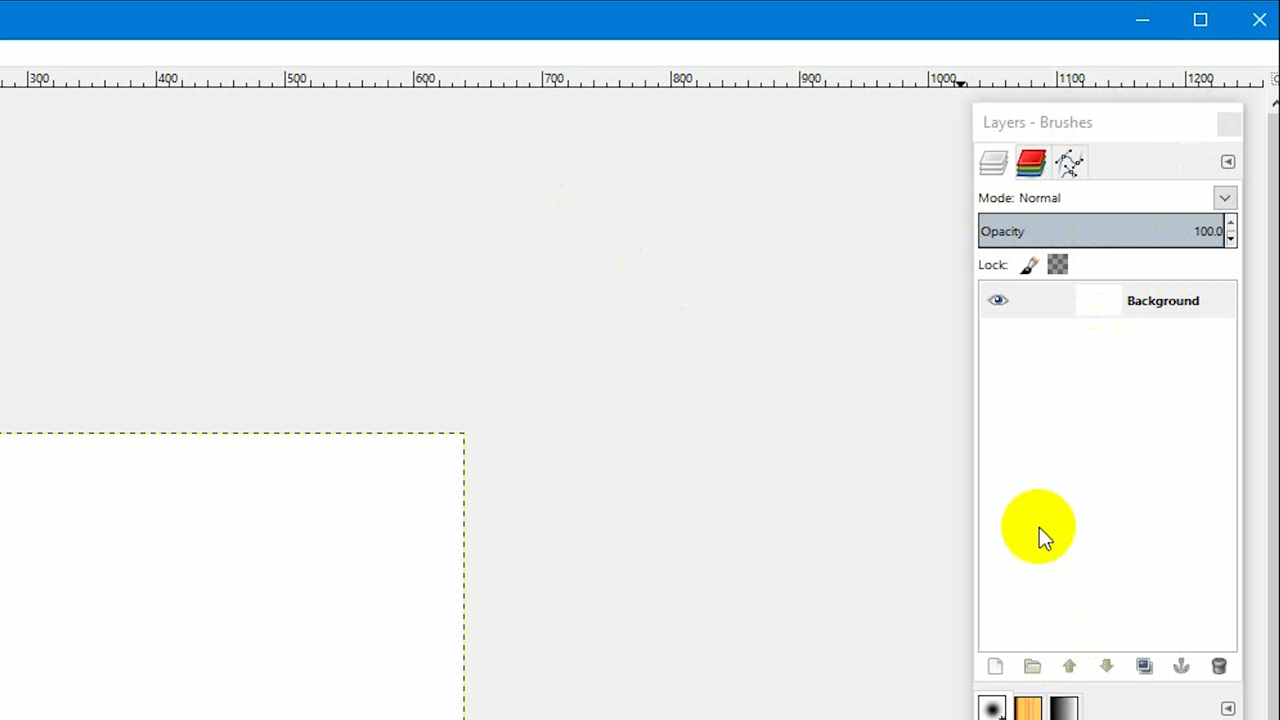 300 400 500 600 700 800 900 1000 1100 1200
Layers - Brushes
Mode: Normal
Opacity 100.0
Lock:
Background